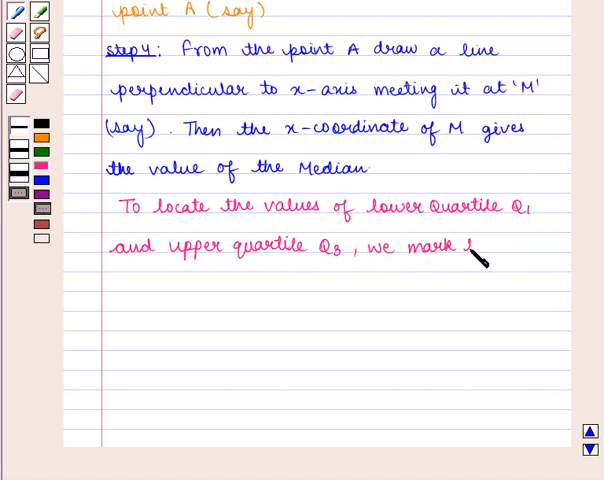 point A (say)
step 4: From the point A draw a line
perpendicular to x-axis meeting it at 'M'
(say). Then the x-coordinate of M gives
the value of the Median.
To locate the values of lower Quartile Q1
and upper quartile Q3, we mark